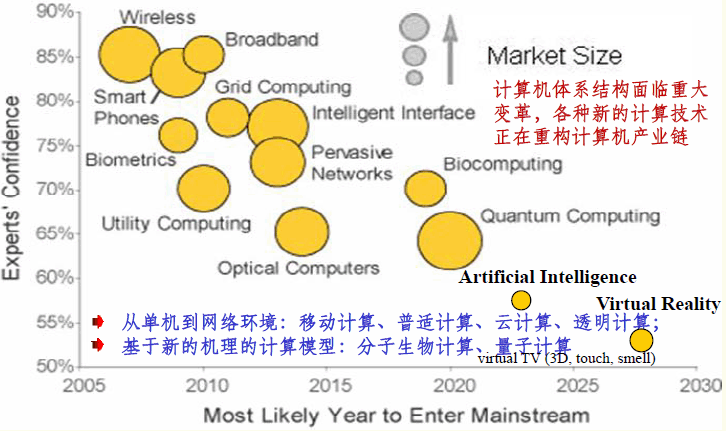 90%
85%
80%
75%
70%
65%
60%
55%
50%
Experts' Confidence
Wireless
Broadband
Smart
Phones
Grid Computing
Intelligent Interface
Biometrics
Pervasive
Networks
Utility Computing
Optical Computers
Biocomputing
Quantum Computing
Market Size
计算机体系结构面临重大
变革，各种新的计算技术
正在重构计算机产业链
Artificial Intelligence
Virtual Reality
从单机到网络环境：移动计算、普适计算、云计算、透明计算；
基于新的机理的计算模型：分子生物计算、量子计算
virtual TV (3D, touch, smell)
2005 2010 2015 2020 2025 2030
Most Likely Year to Enter Mainstream